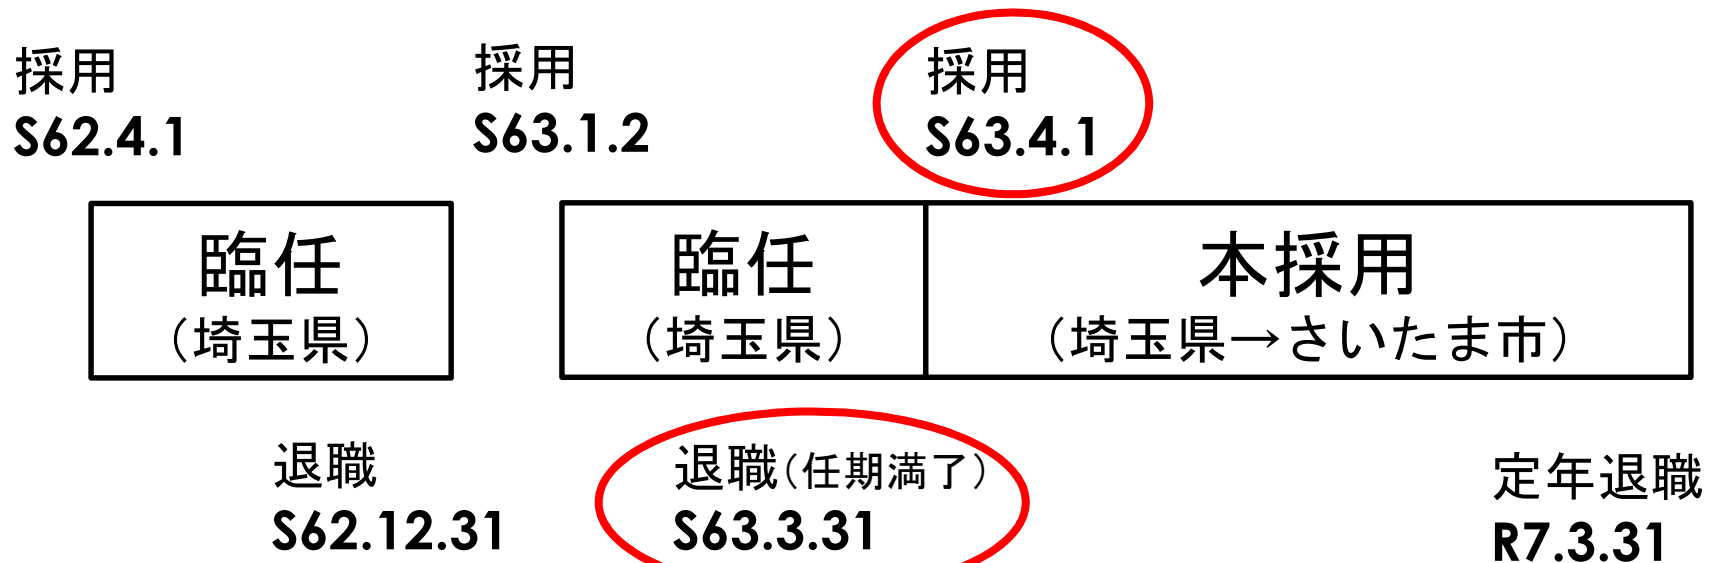 採用
S62.4.1
採用
S63.1.2
採用
S63.4.1
臨任
（埼玉県）
臨任
（埼玉県）
本採用
（埼玉県→さいたま市）
退職
S62.12.31
退職（任期満了）
S63.3.31
定年退職
R7.3.31